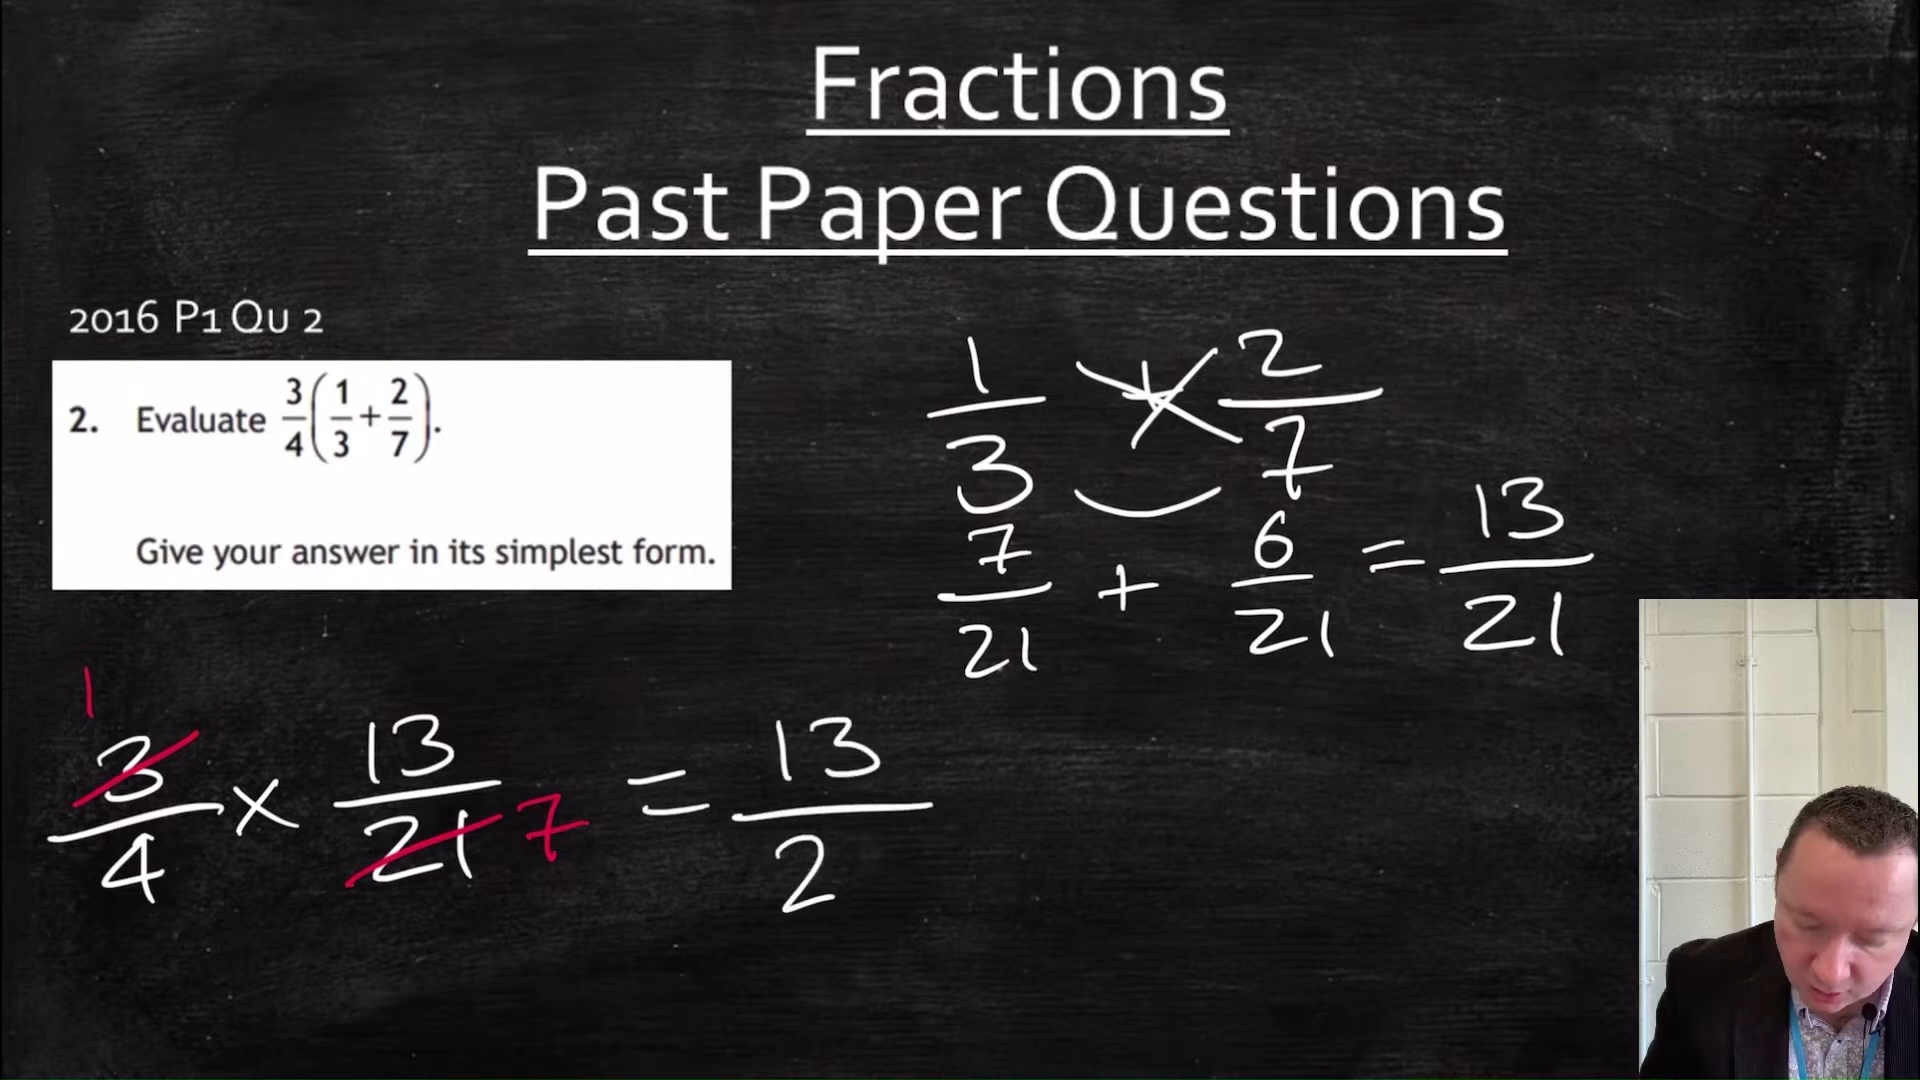 Fractions
Past Paper Questions
2016 P1 Qu 2
2. Evaluate 3/4(1/3+2/7).
Give your answer in its simplest form.
1/3 + 2/7
7/21 + 6/21 = 13/21
1
3/4 × 13/21 7 = 13/2